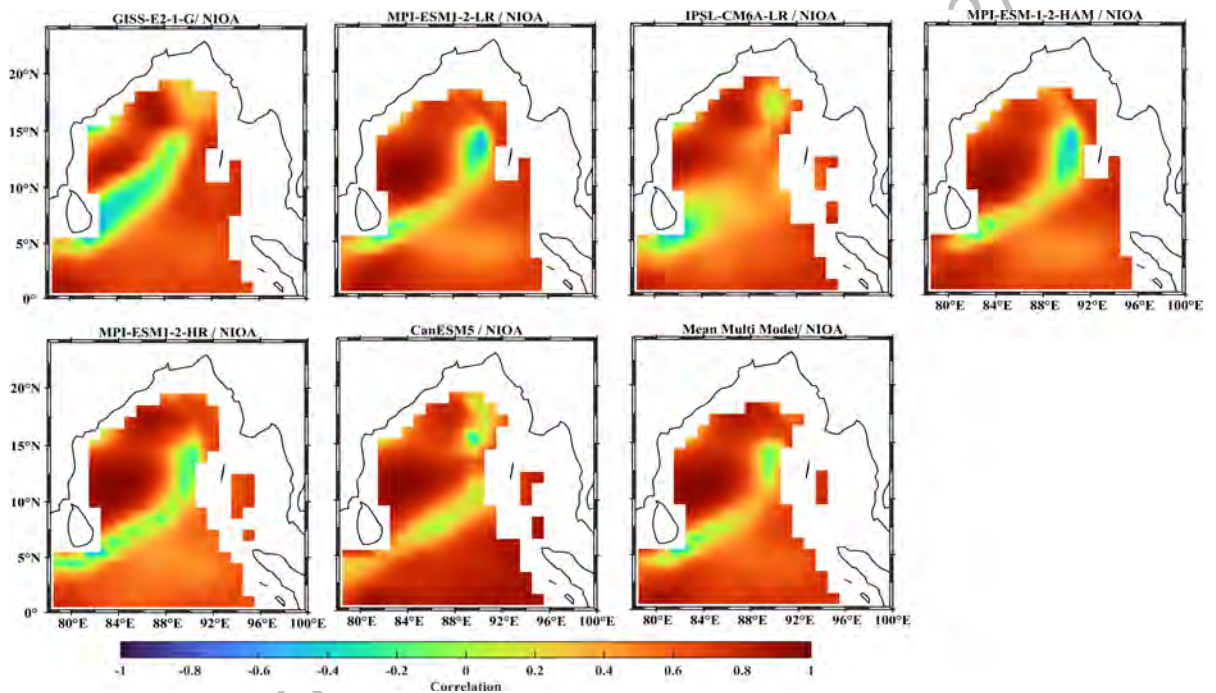 GISS-E2-1-G/ NIOA
MPI-ESM1-2-LR / NIOA
IPSL-CM6A-LR / NIOA
MPI-ESM-1-2-HAM / NIOA
20°N
15°N
10°N
5°N
0°
80°E 84°E 88°E 92°E 96°E 100°E
MPI-ESM1-2-HR / NIOA
CanESM5 / NIOA
Mean Multi Model/ NIOA
20°N
15°N
10°N
5°N
0°
80°E 84°E 88°E 92°E 96°E 100°E
80°E 84°E 88°E 92°E 96°E 100°E
80°E 84°E 88°E 92°E 96°E 100°E
-1 -0.8 -0.6 -0.4 -0.2 0 0.2 0.4 0.6 0.8 1
Correlation